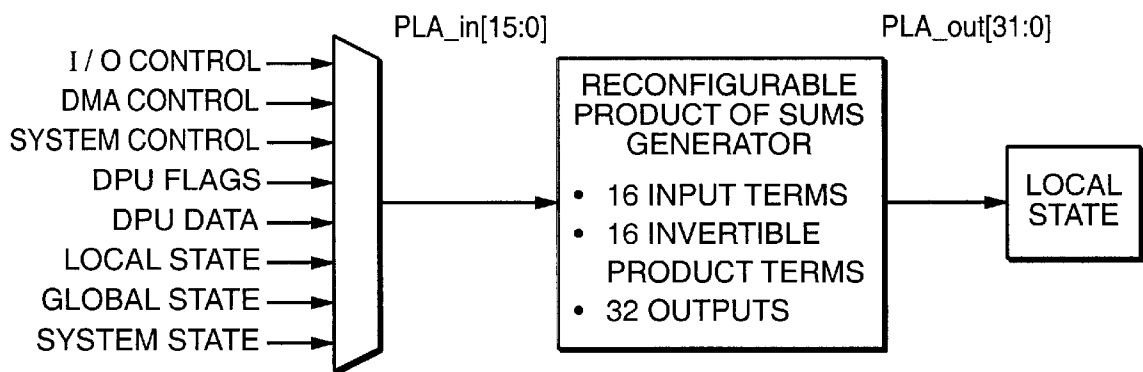 PLA_in[15:0]
PLA_out[31:0]
I / O CONTROL
DMA CONTROL
SYSTEM CONTROL
DPU FLAGS
DPU DATA
LOCAL STATE
GLOBAL STATE
SYSTEM STATE
RECONFIGURABLE
PRODUCT OF SUMS
GENERATOR
• 16 INPUT TERMS
• 16 INVERTIBLE
PRODUCT TERMS
• 32 OUTPUTS
LOCAL
STATE